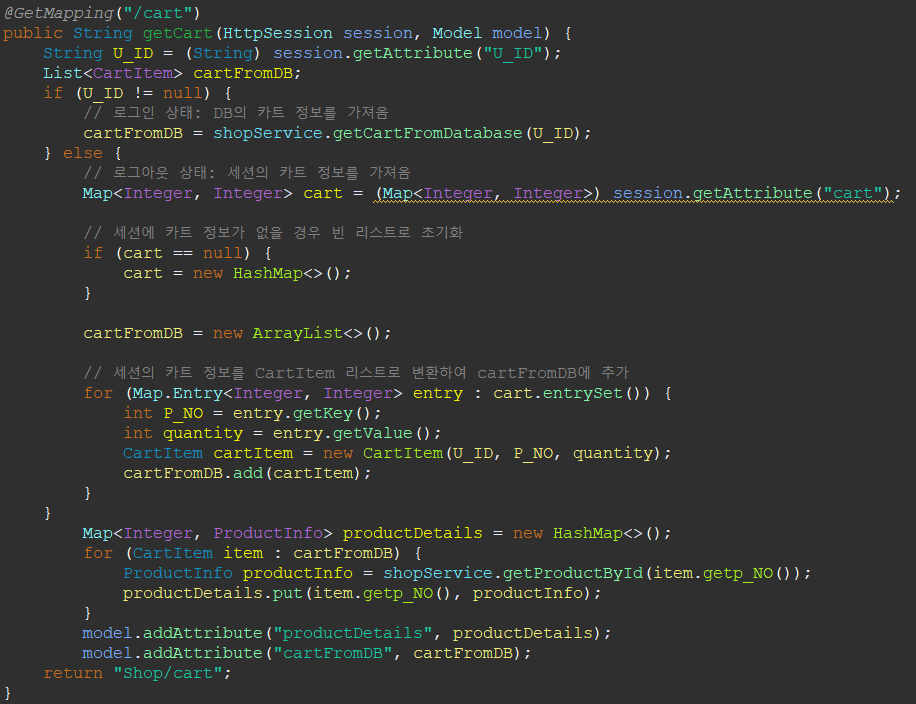 @GetMapping("/cart")
public String getCart(HttpSession session, Model model) {
    String U_ID = (String) session.getAttribute("U_ID");
    List<CartItem> cartFromDB;
    if (U_ID != null) {
        // 로그인 상태: DB의 카트 정보를 가져옴
        cartFromDB = shopService.getCartFromDatabase(U_ID);
    } else {
        // 로그아웃 상태: 세션의 카트 정보를 가져옴
        Map<Integer, Integer> cart = (Map<Integer, Integer>) session.getAttribute("cart");
        // 세션에 카트 정보가 없을 경우 빈 리스트로 초기화
        if (cart == null) {
            cart = new HashMap<>();
        }
        cartFromDB = new ArrayList<>();
        // 세션의 카트 정보를 CartItem 리스트로 변환하여 cartFromDB에 추가
        for (Map.Entry<Integer, Integer> entry : cart.entrySet()) {
            int P_NO = entry.getKey();
            int quantity = entry.getValue();
            CartItem cartItem = new CartItem(U_ID, P_NO, quantity);
            cartFromDB.add(cartItem);
        }
    }
        Map<Integer, ProductInfo> productDetails = new HashMap<>();
        for (CartItem item : cartFromDB) {
            ProductInfo productInfo = shopService.getProductById(item.getp_NO());
            productDetails.put(item.getp_NO(), productInfo);
        }
        model.addAttribute("productDetails", productDetails);
        model.addAttribute("cartFromDB", cartFromDB);
    return "Shop/cart";
}